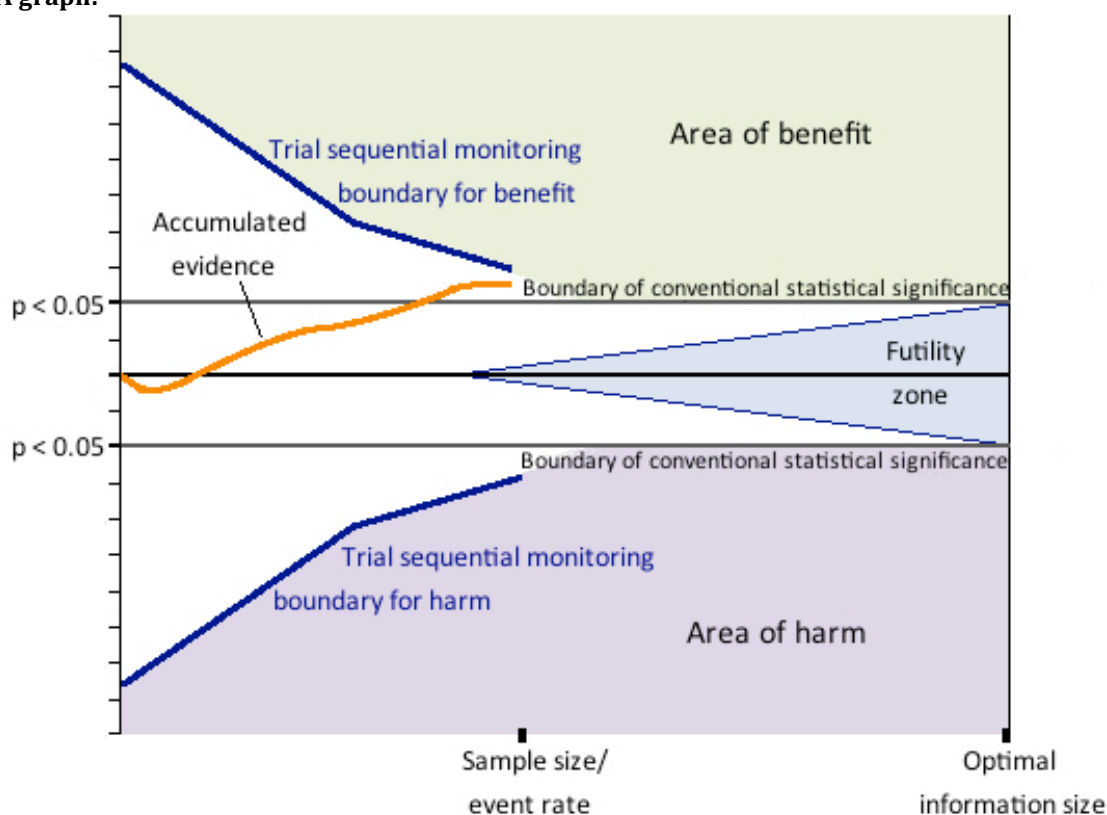 A graph.
Area of benefit
Trial sequential monitoring
boundary for benefit
Accumulated
evidence
Boundary of conventional statistical significance
p < 0.05
Futility
zone
p < 0.05
Boundary of conventional statistical significance
Trial sequential monitoring
boundary for harm
Area of harm
Sample size/
event rate
Optimal
information size